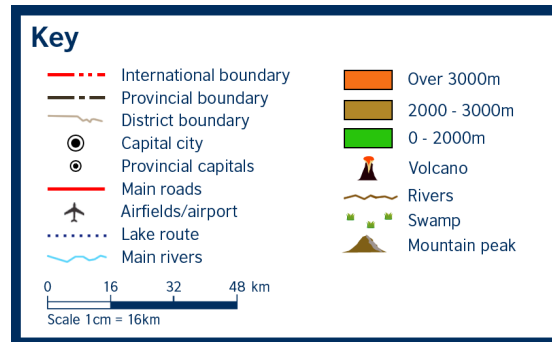 Key
International boundary
Provincial boundary
District boundary
Capital city
Provincial capitals
Main roads
Airfields/airport
Lake route
Main rivers
0 16 32 48 km
Scale 1cm = 16km
Over 3000m
2000 - 3000m
0 - 2000m
Volcano
Rivers
Swamp
Mountain peak